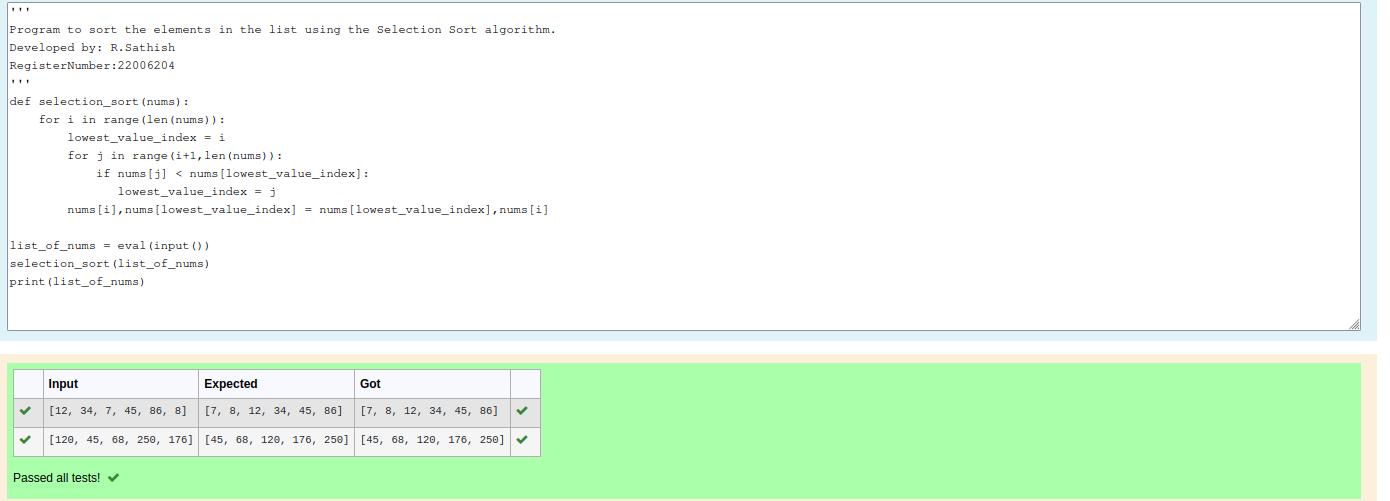 '''
Program to sort the elements in the list using the Selection Sort algorithm.
Developed by: R.Sathish
RegisterNumber:22006204
'''
def selection_sort(nums):
    for i in range(len(nums)):
        lowest_value_index = i
        for j in range(i+1,len(nums)):
            if nums[j] < nums[lowest_value_index]:
               lowest_value_index = j
        nums[i],nums[lowest_value_index] = nums[lowest_value_index],nums[i]

list_of_nums = eval(input())
selection_sort(list_of_nums)
print(list_of_nums)
Input Expected Got
[12, 34, 7, 45, 86, 8] [7, 8, 12, 34, 45, 86] [7, 8, 12, 34, 45, 86]
[120, 45, 68, 250, 176] [45, 68, 120, 176, 250] [45, 68, 120, 176, 250]
Passed all tests!